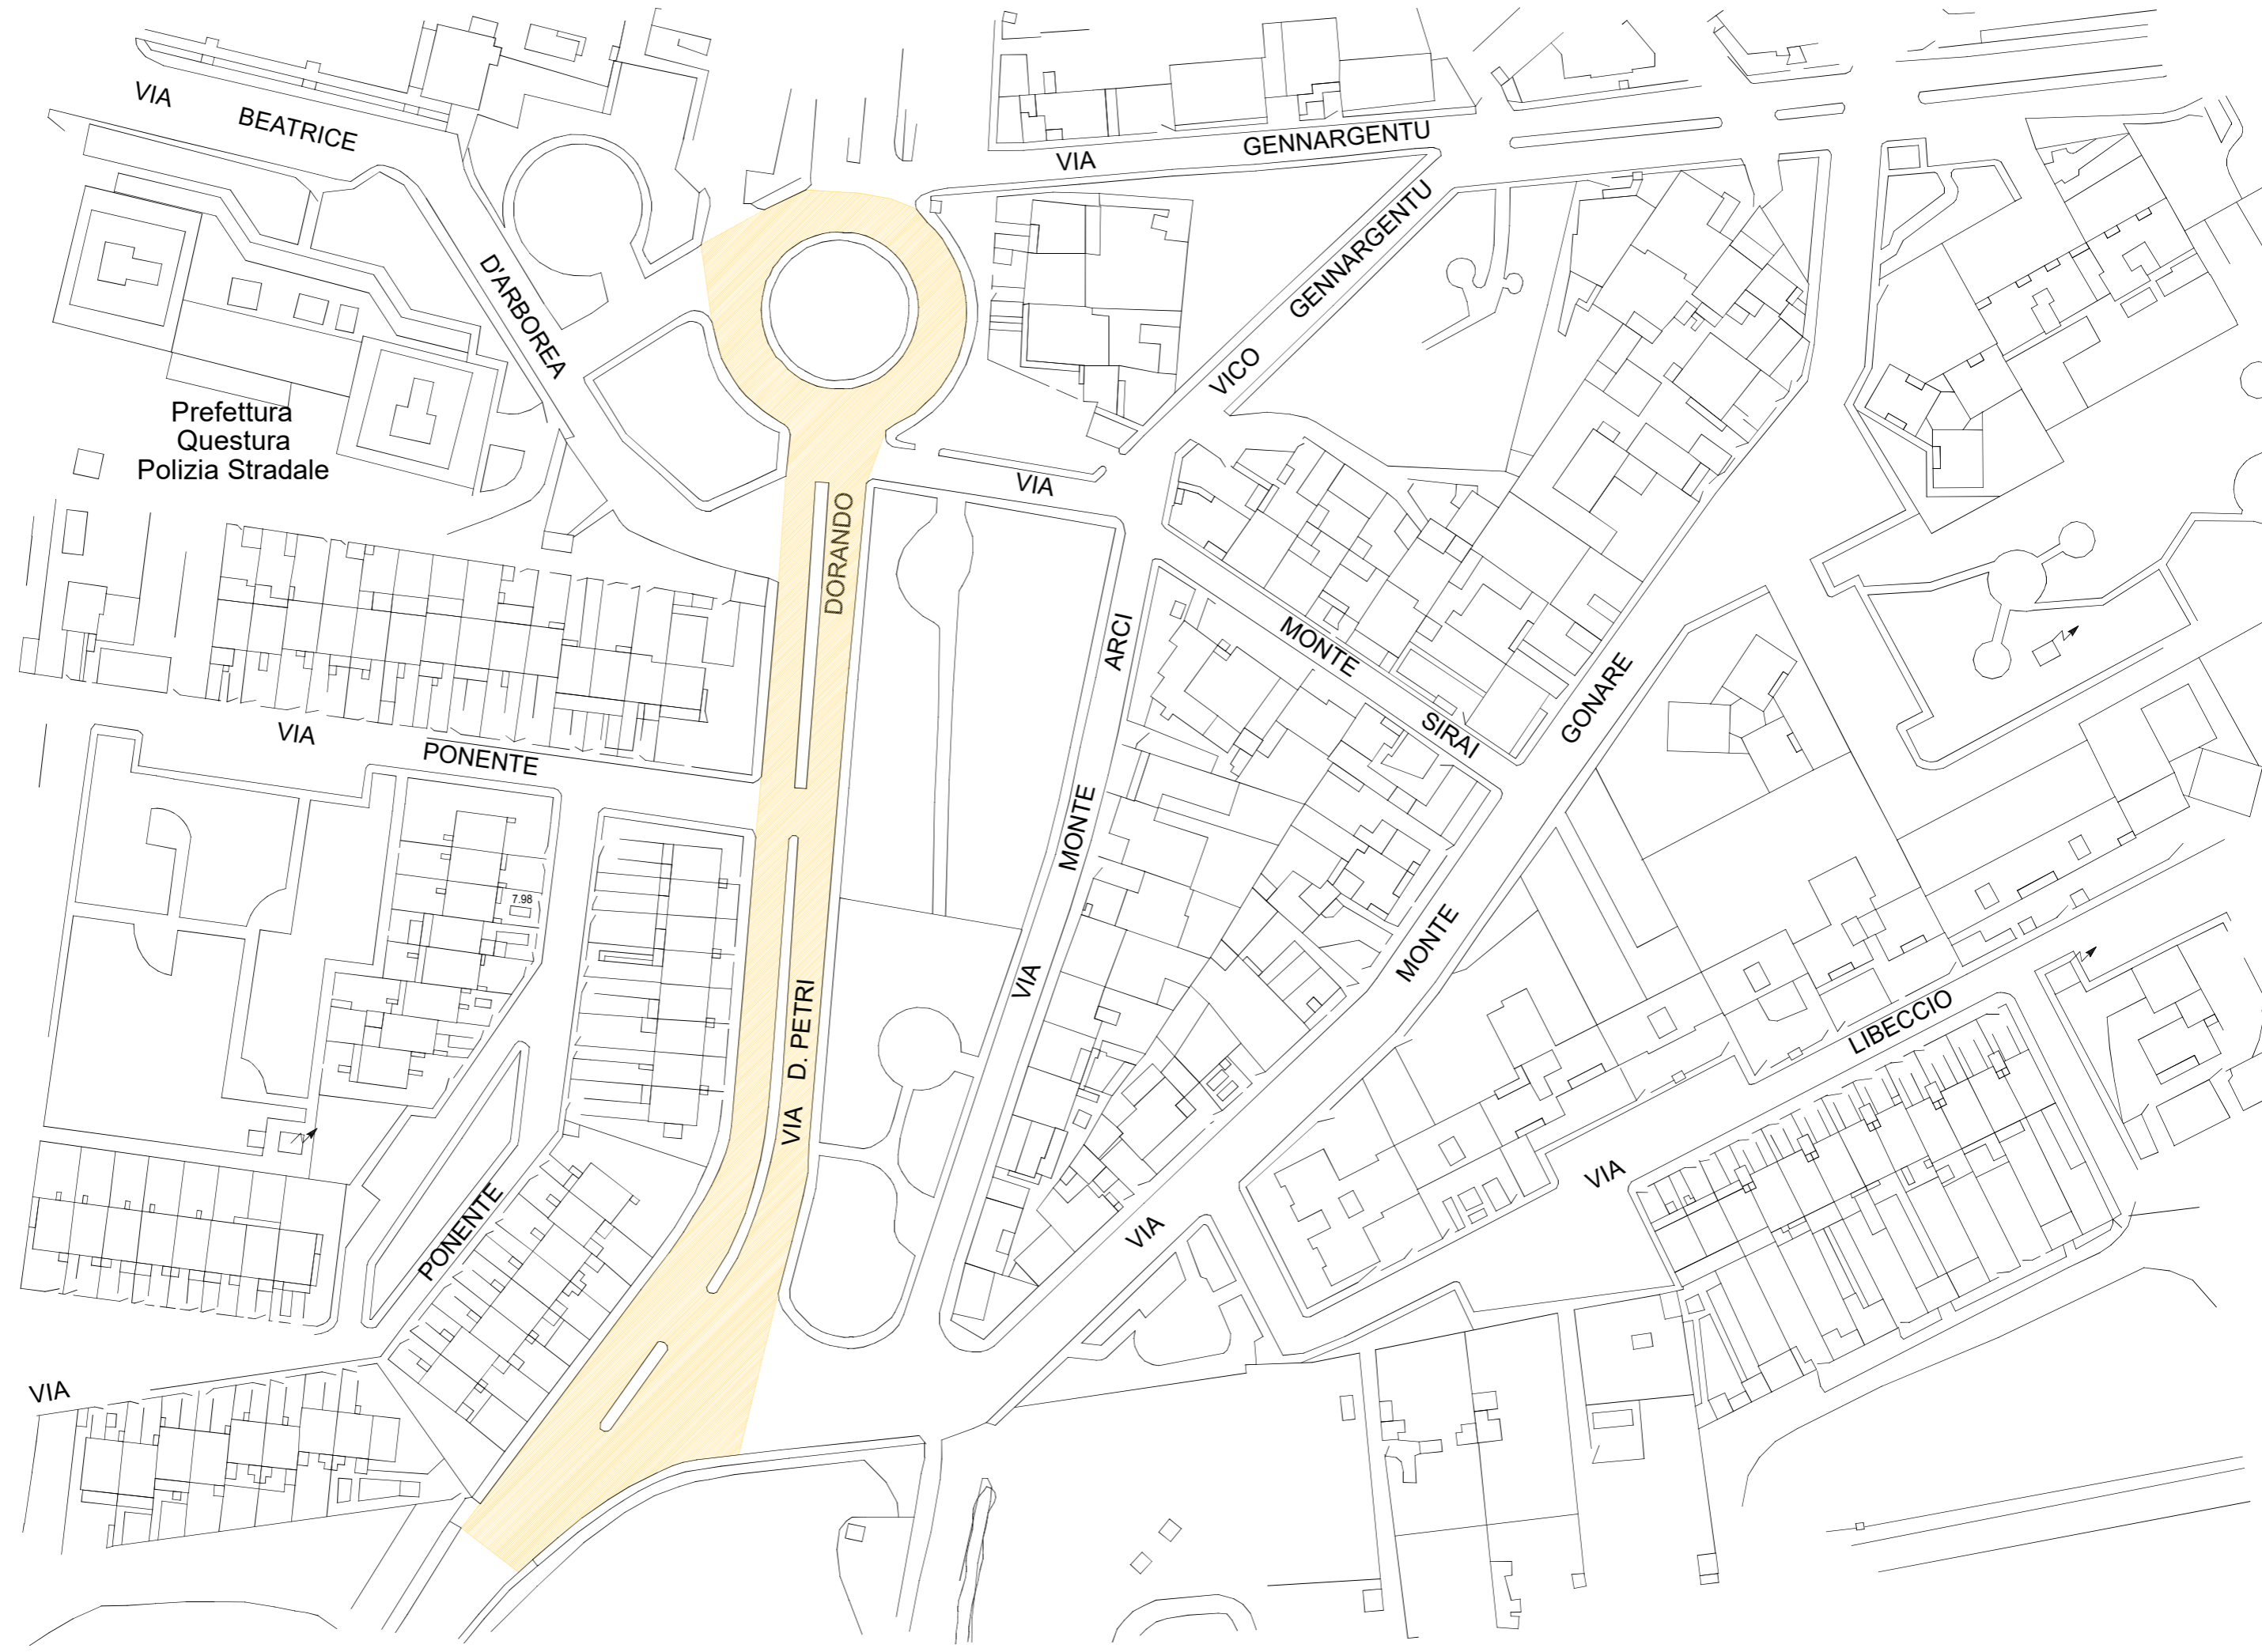 VIA BEATRICE
D'ARBOREA
VIA GENNARGENTU
VICO GENNARGENTU
Prefettura
Questura
Polizia Stradale
VIA
DORANDO
VIA MONTE ARCI
MONTE SIRAI
VIA MONTE GONARE
VIA PONENTE
7.98
VIA D. PETRI
VIA LIBECCIO
VIA PONENTE